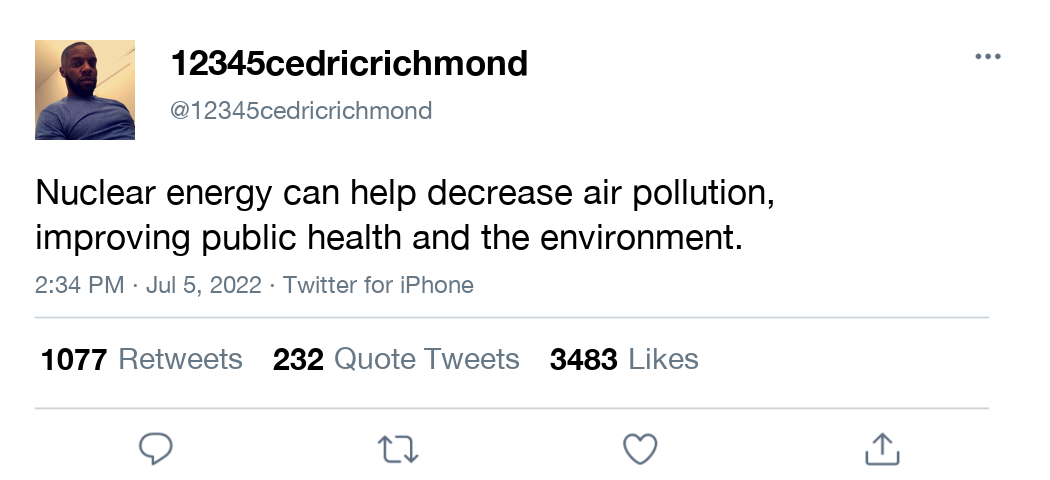 12345cedricrichmond
@12345cedricrichmond
Nuclear energy can help decrease air pollution,
improving public health and the environment.
2:34 PM · Jul 5, 2022 · Twitter for iPhone
1077 Retweets 232 Quote Tweets 3483 Likes